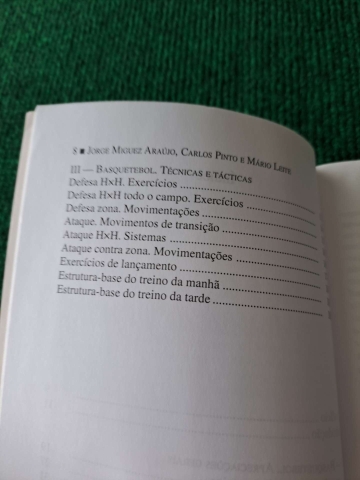 8 ■ JORGE MIGUEZ ARAÚJO, CARLOS PINTO E MÁRIO LEITE
III — BASQUETEBOL. TÉCNICAS E TÁCTICAS
Defesa H×H. Exercícios
Defesa H×H todo o campo. Exercícios
Defesa zona. Movimentações
Ataque. Movimentos de transição
Ataque H×H. Sistemas
Ataque contra zona. Movimentações
Exercícios de lançamento
Estrutura-base do treino da manhã
Estrutura-base do treino da tarde